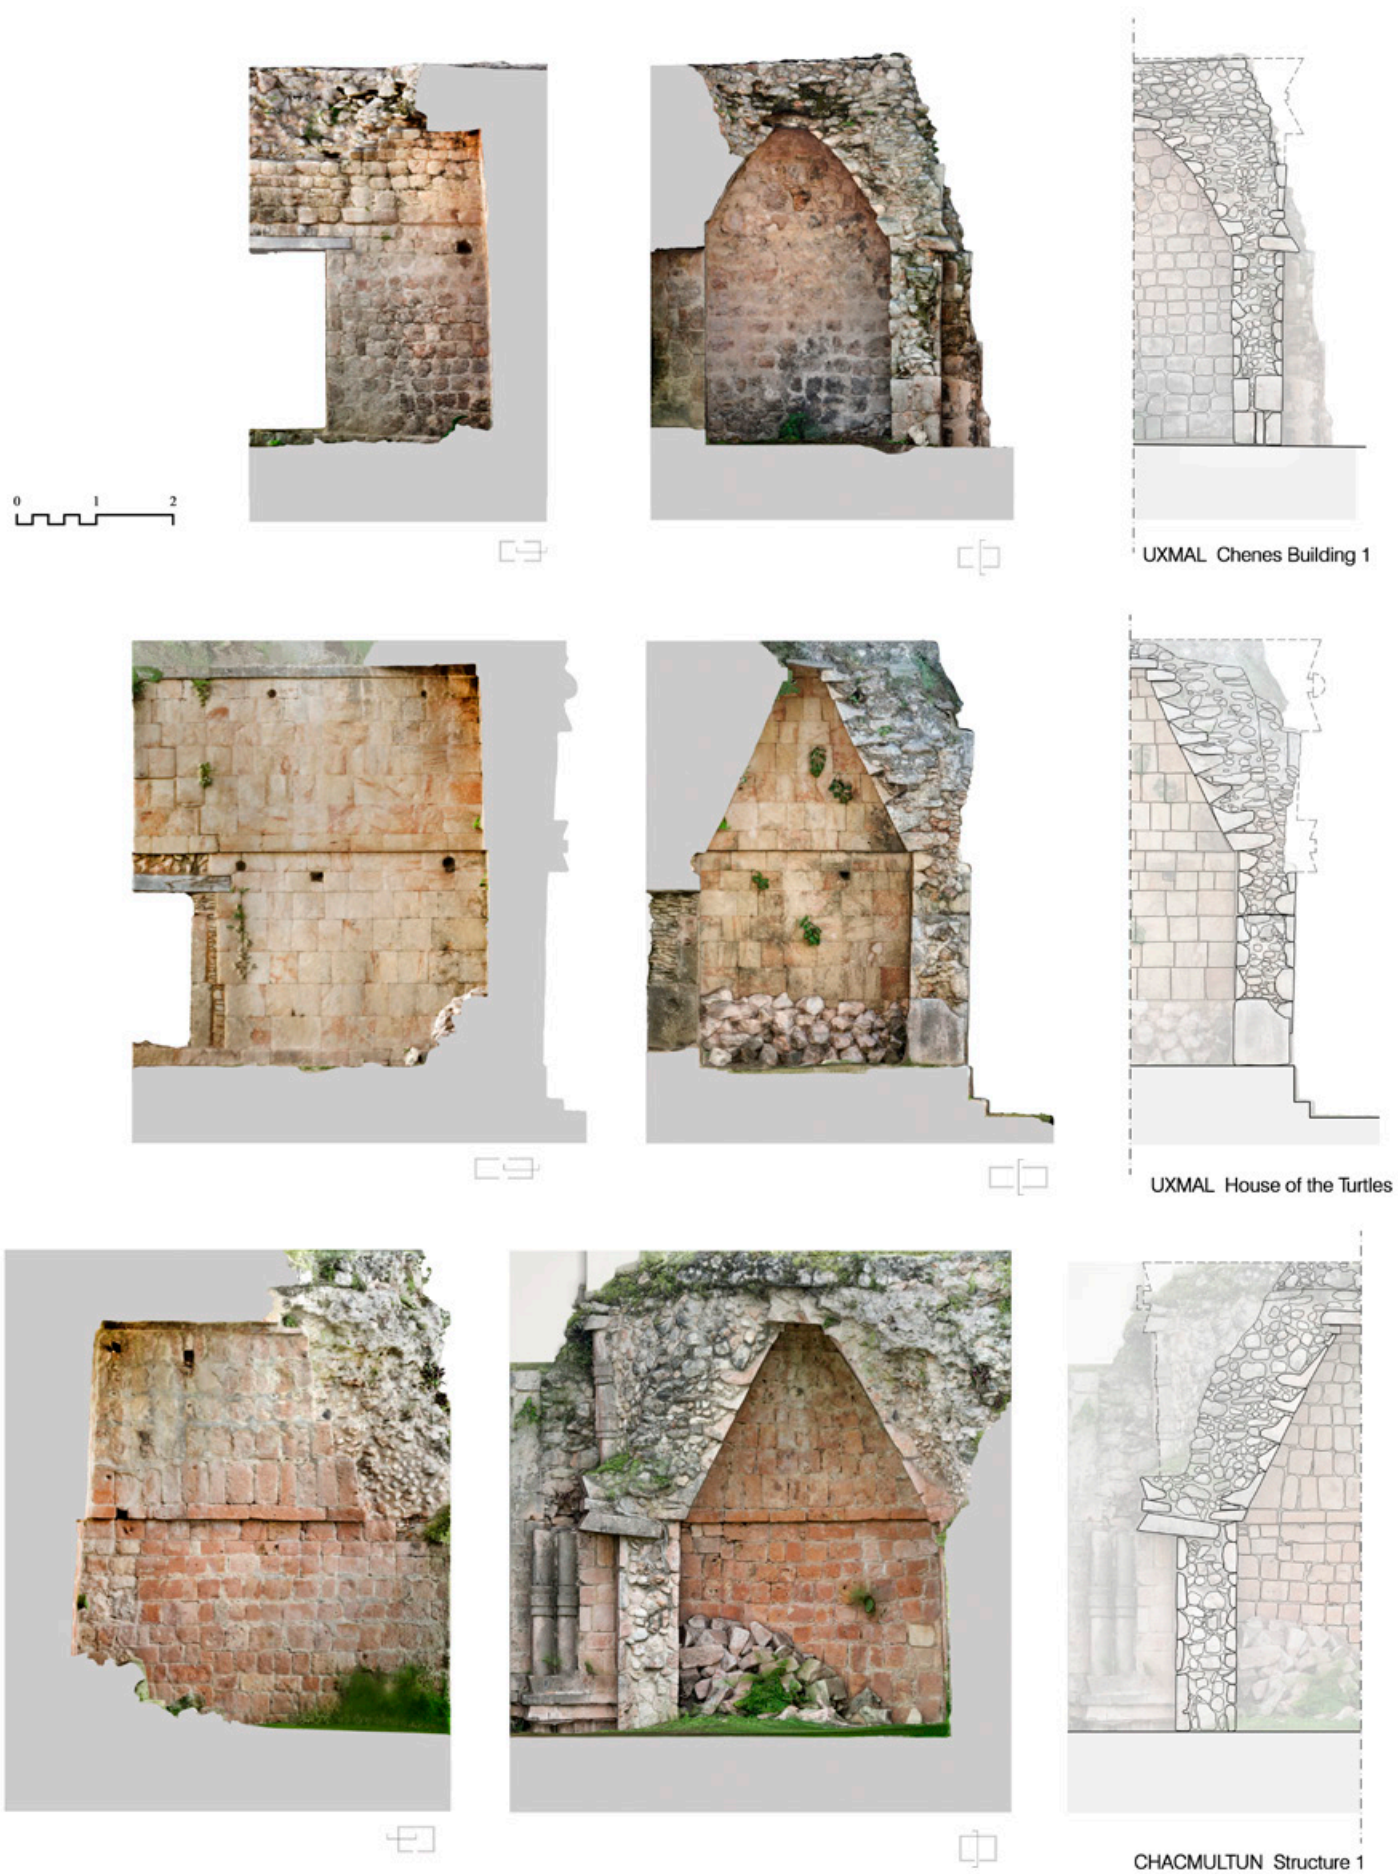 0 1 2
UXMAL Chenes Building 1
UXMAL House of the Turtles
CHACMULTUN Structure 1